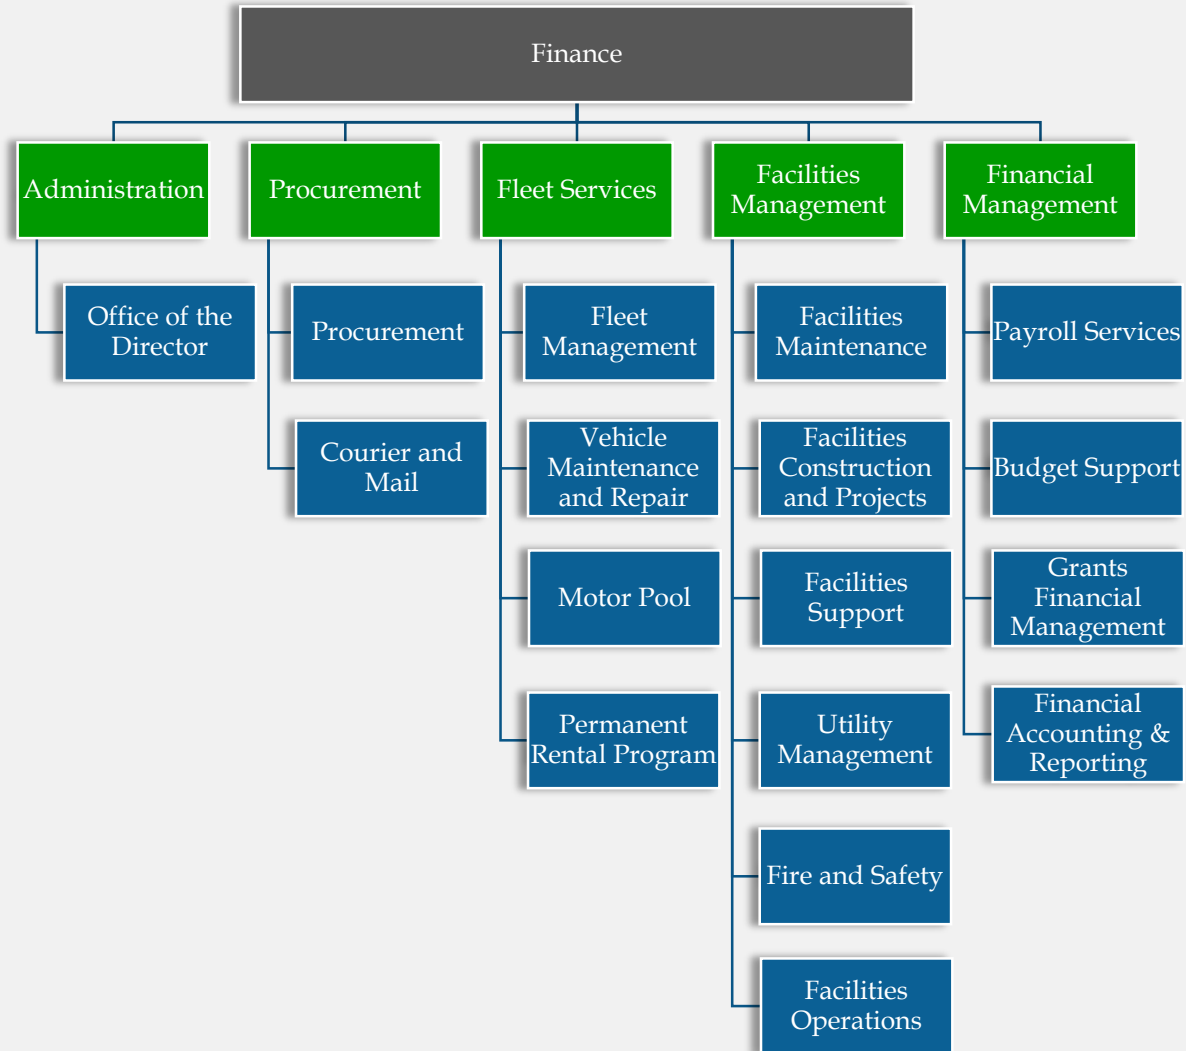 Finance
Administration
Procurement
Fleet Services
Facilities
Management
Financial
Management
Office of the
Director
Procurement
Fleet
Management
Facilities
Maintenance
Payroll Services
Courier and
Mail
Vehicle
Maintenance
and Repair
Facilities
Construction
and Projects
Budget Support
Motor Pool
Facilities
Support
Grants
Financial
Management
Permanent
Rental Program
Utility
Management
Financial
Accounting &
Reporting
Fire and Safety
Facilities
Operations